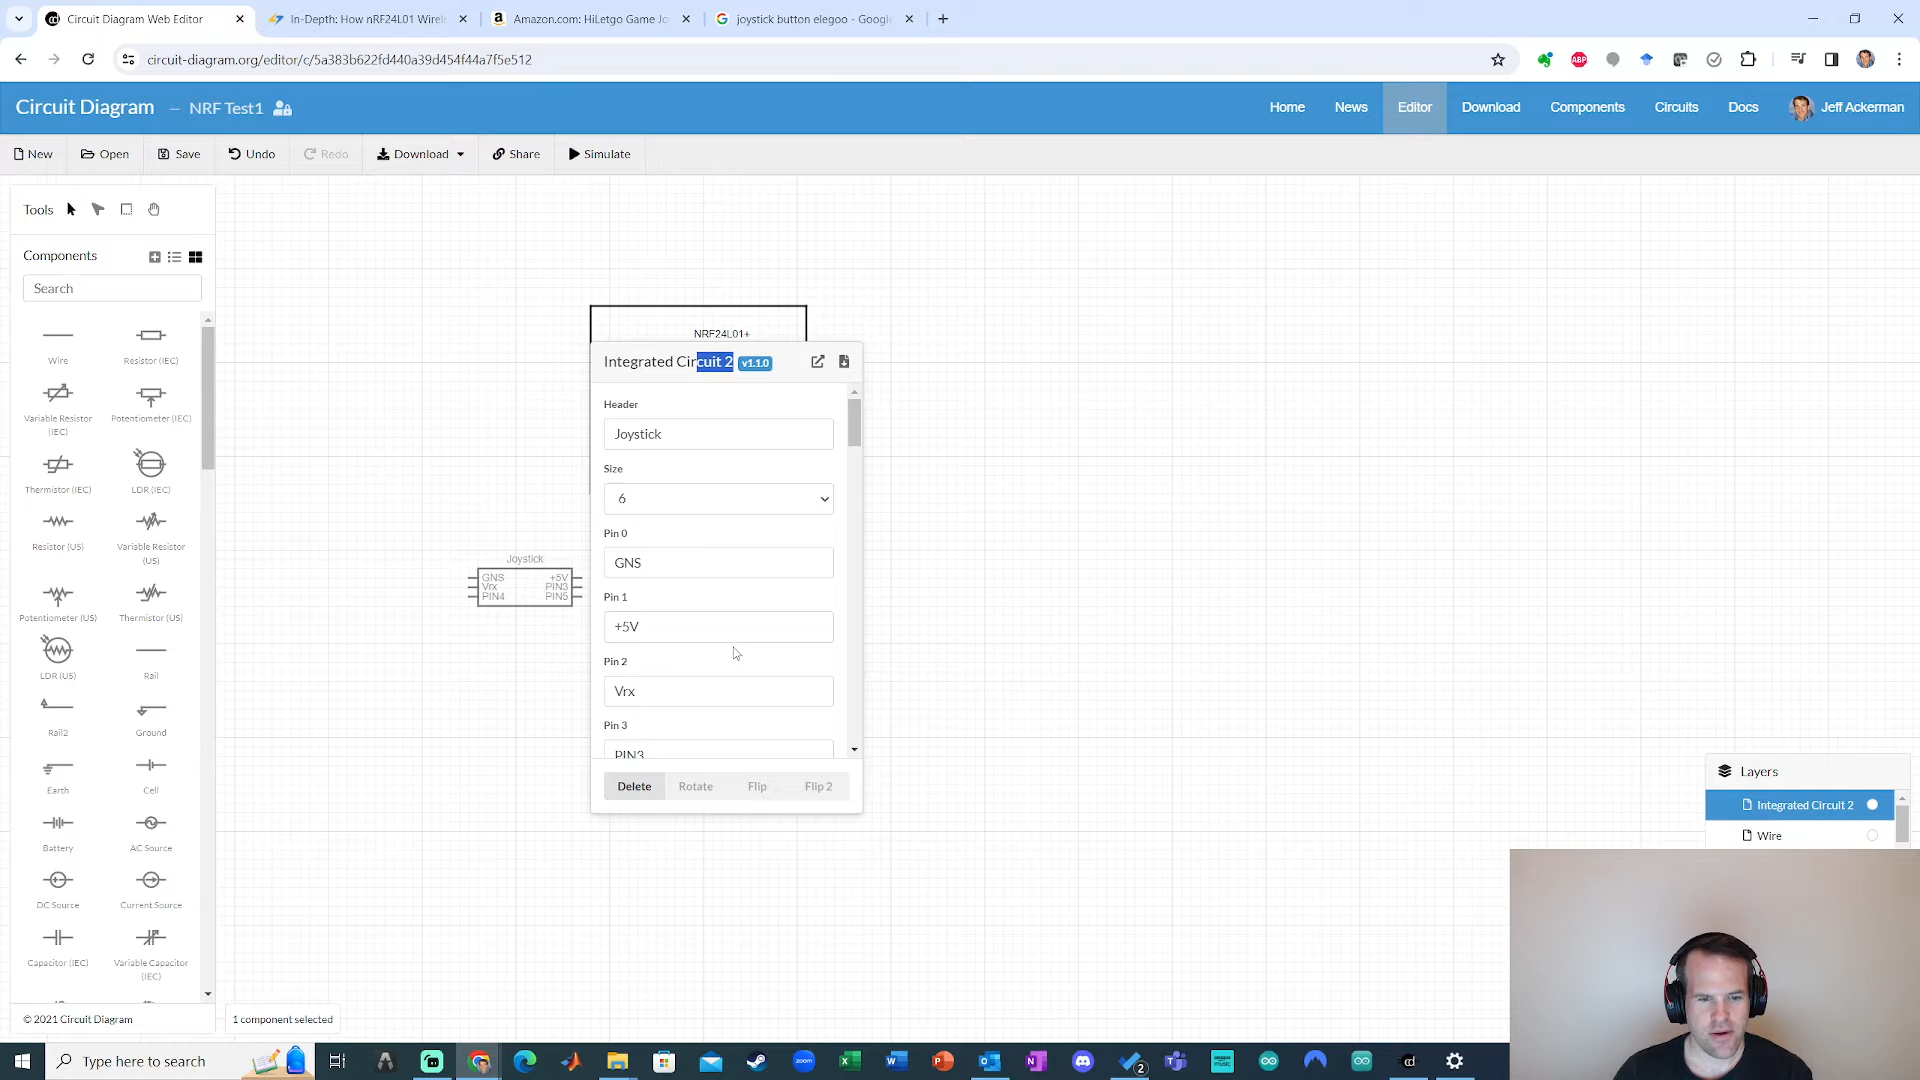 Circuit Diagram Web Editor
In-Depth: How nRF24L01 Wirele
Amazon.com: HiLetgo Game Jo
joystick button elegoo - Google
circuit-diagram.org/editor/c/5a383b622fd440a39d454f44a7f5e512
ABP
Circuit Diagram – NRF Test1
Home
News
Editor
Download
Components
Circuits
Docs
Jeff Ackerman
New
Open
Save
Undo
Redo
Download
Share
Simulate
Tools
Components
Search
Wire
Resistor (IEC)
Variable Resistor (IEC)
Potentiometer (IEC)
Thermistor (IEC)
LDR (IEC)
Resistor (US)
Variable Resistor (US)
Potentiometer (US)
Thermistor (US)
LDR (US)
Rail
Rail2
Ground
Earth
Cell
Battery
AC Source
DC Source
Current Source
Capacitor (IEC)
Variable Capacitor (IEC)
© 2021 Circuit Diagram
1 component selected
NRF24L01+
Joystick
GNS +5V
Vrx PIN3
PIN4 PIN5
Integrated Circuit 2 v1.1.0
Header
Joystick
Size
6
Pin 0
GNS
Pin 1
+5V
Pin 2
Vrx
Pin 3
PIN3
Delete
Rotate
Flip
Flip 2
Layers
Integrated Circuit 2
Wire
Type here to search
zoom
2